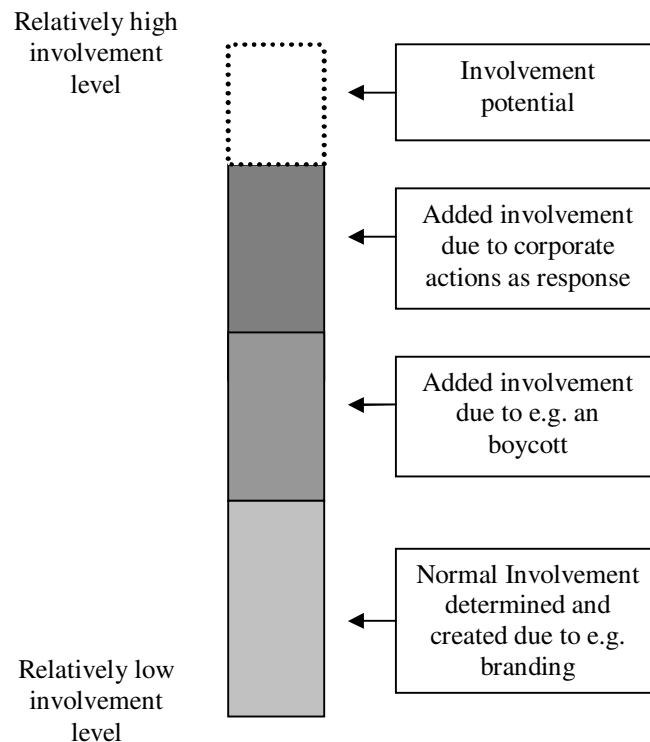 Relatively high
involvement
level
Involvement
potential
Added involvement
due to corporate
actions as response
Added involvement
due to e.g. an
boycott
Normal Involvement
determined and
created due to e.g.
branding
Relatively low
involvement
level